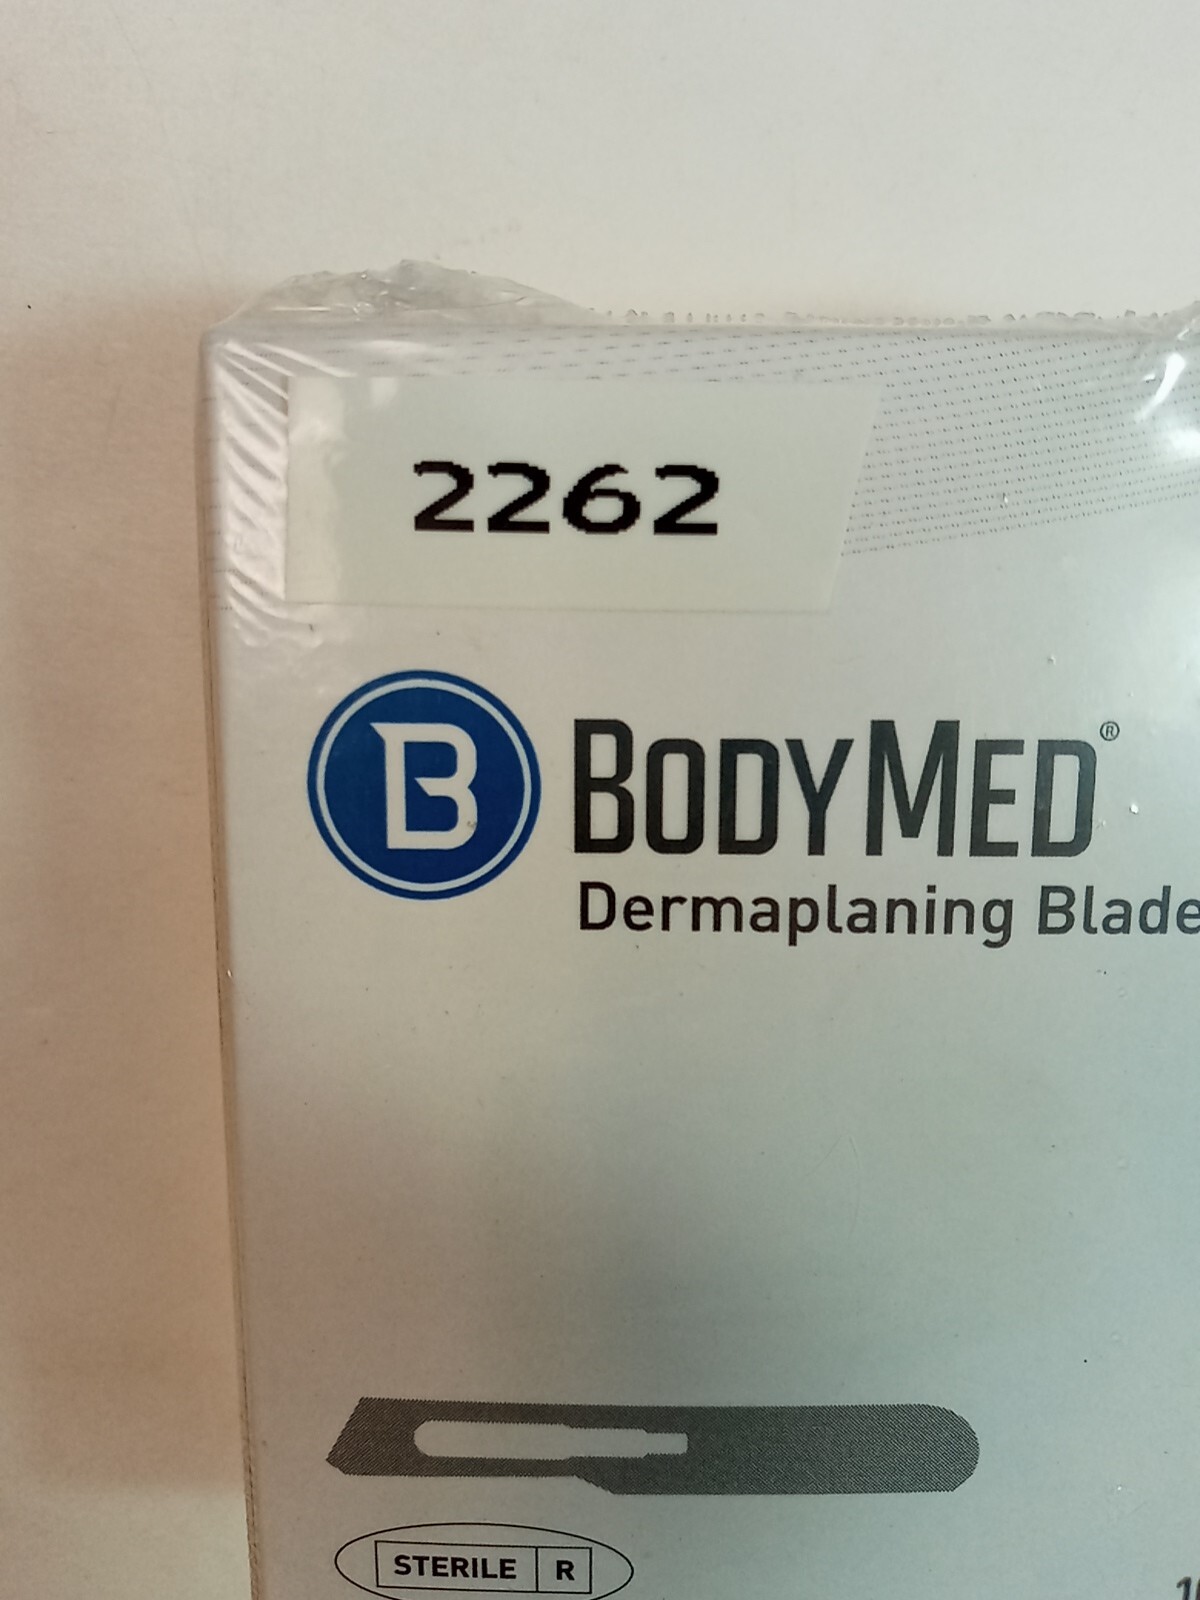 2262
B
BODYMED®
Dermaplaning Blade
STERILE R